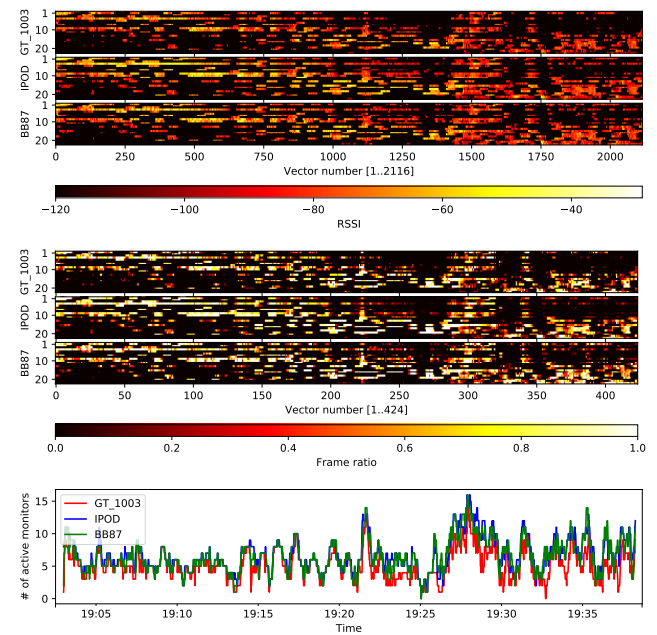 GT_1003
1
10
20
IPOD
1
10
20
BB87
1
10
20
0 250 500 750 1000 1250 1500 1750 2000
Vector number [1..2116]
−120 −100 −80 −60 −40
RSSI
GT_1003
1
10
20
IPOD
1
10
20
BB87
1
10
20
0 50 100 150 200 250 300 350 400
Vector number [1..424]
0.0 0.2 0.4 0.6 0.8 1.0
Frame ratio
# of active monitors
15
10
5
0
GT_1003
IPOD
BB87
19:05 19:10 19:15 19:20 19:25 19:30 19:35
Time